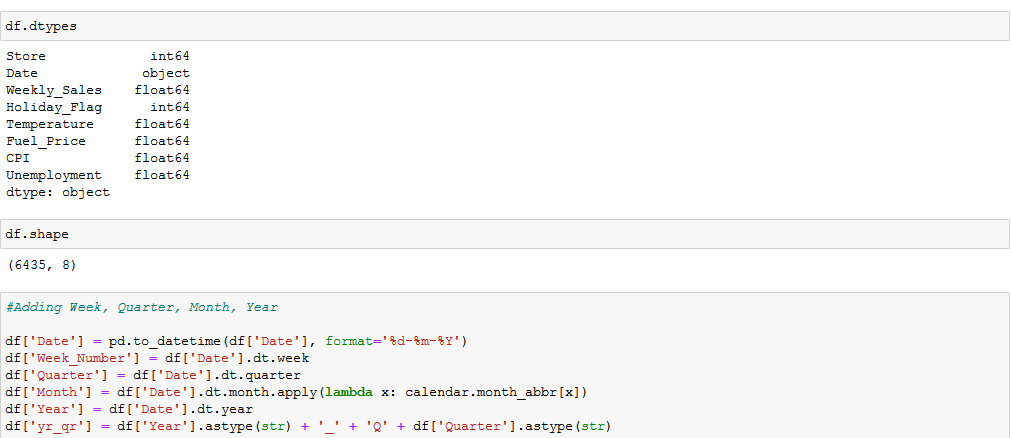 df.dtypes
Store int64
Date object
Weekly_Sales float64
Holiday_Flag int64
Temperature float64
Fuel_Price float64
CPI float64
Unemployment float64
dtype: object
df.shape
(6435, 8)
#Adding Week, Quarter, Month, Year
df['Date'] = pd.to_datetime(df['Date'], format='%d-%m-%Y')
df['Week_Number'] = df['Date'].dt.week
df['Quarter'] = df['Date'].dt.quarter
df['Month'] = df['Date'].dt.month.apply(lambda x: calendar.month_abbr[x])
df['Year'] = df['Date'].dt.year
df['yr_qr'] = df['Year'].astype(str) + '_' + 'Q' + df['Quarter'].astype(str)